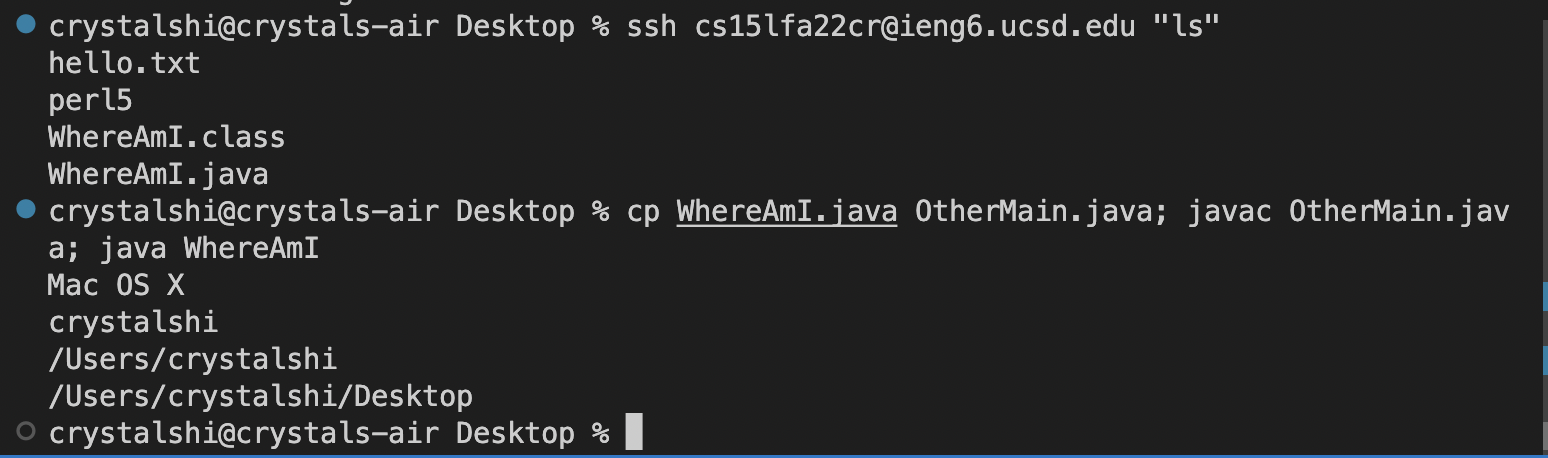 crystalshi@crystals-air Desktop % ssh cs15lfa22cr@ieng6.ucsd.edu "ls"
hello.txt
perl5
WhereAmI.class
WhereAmI.java
crystalshi@crystals-air Desktop % cp WhereAmI.java OtherMain.java; javac OtherMain.jav
a; java WhereAmI
Mac OS X
crystalshi
/Users/crystalshi
/Users/crystalshi/Desktop
crystalshi@crystals-air Desktop %